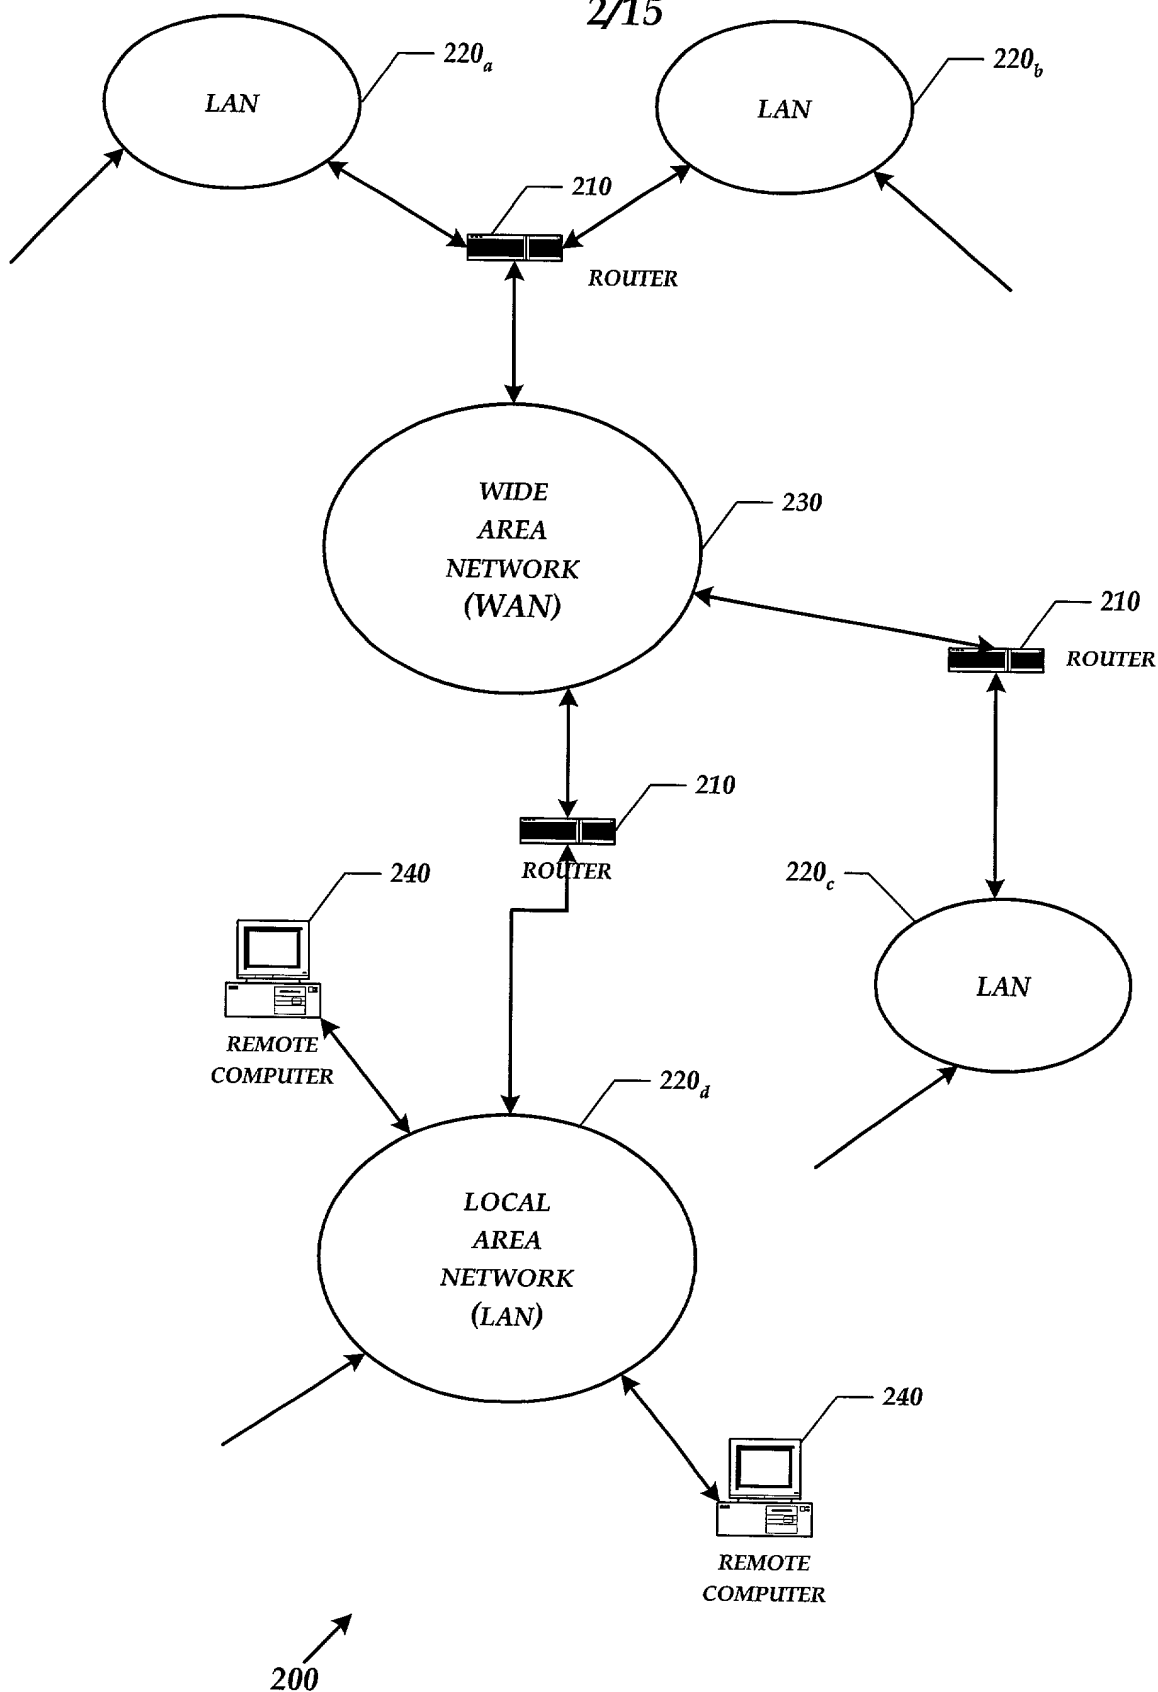 2/15
LAN
220a
LAN
220b
210
ROUTER
WIDE
AREA
NETWORK
(WAN)
230
210
ROUTER
210
ROUTER
240
REMOTE
COMPUTER
220c
LAN
220d
LOCAL
AREA
NETWORK
(LAN)
240
REMOTE
COMPUTER
200